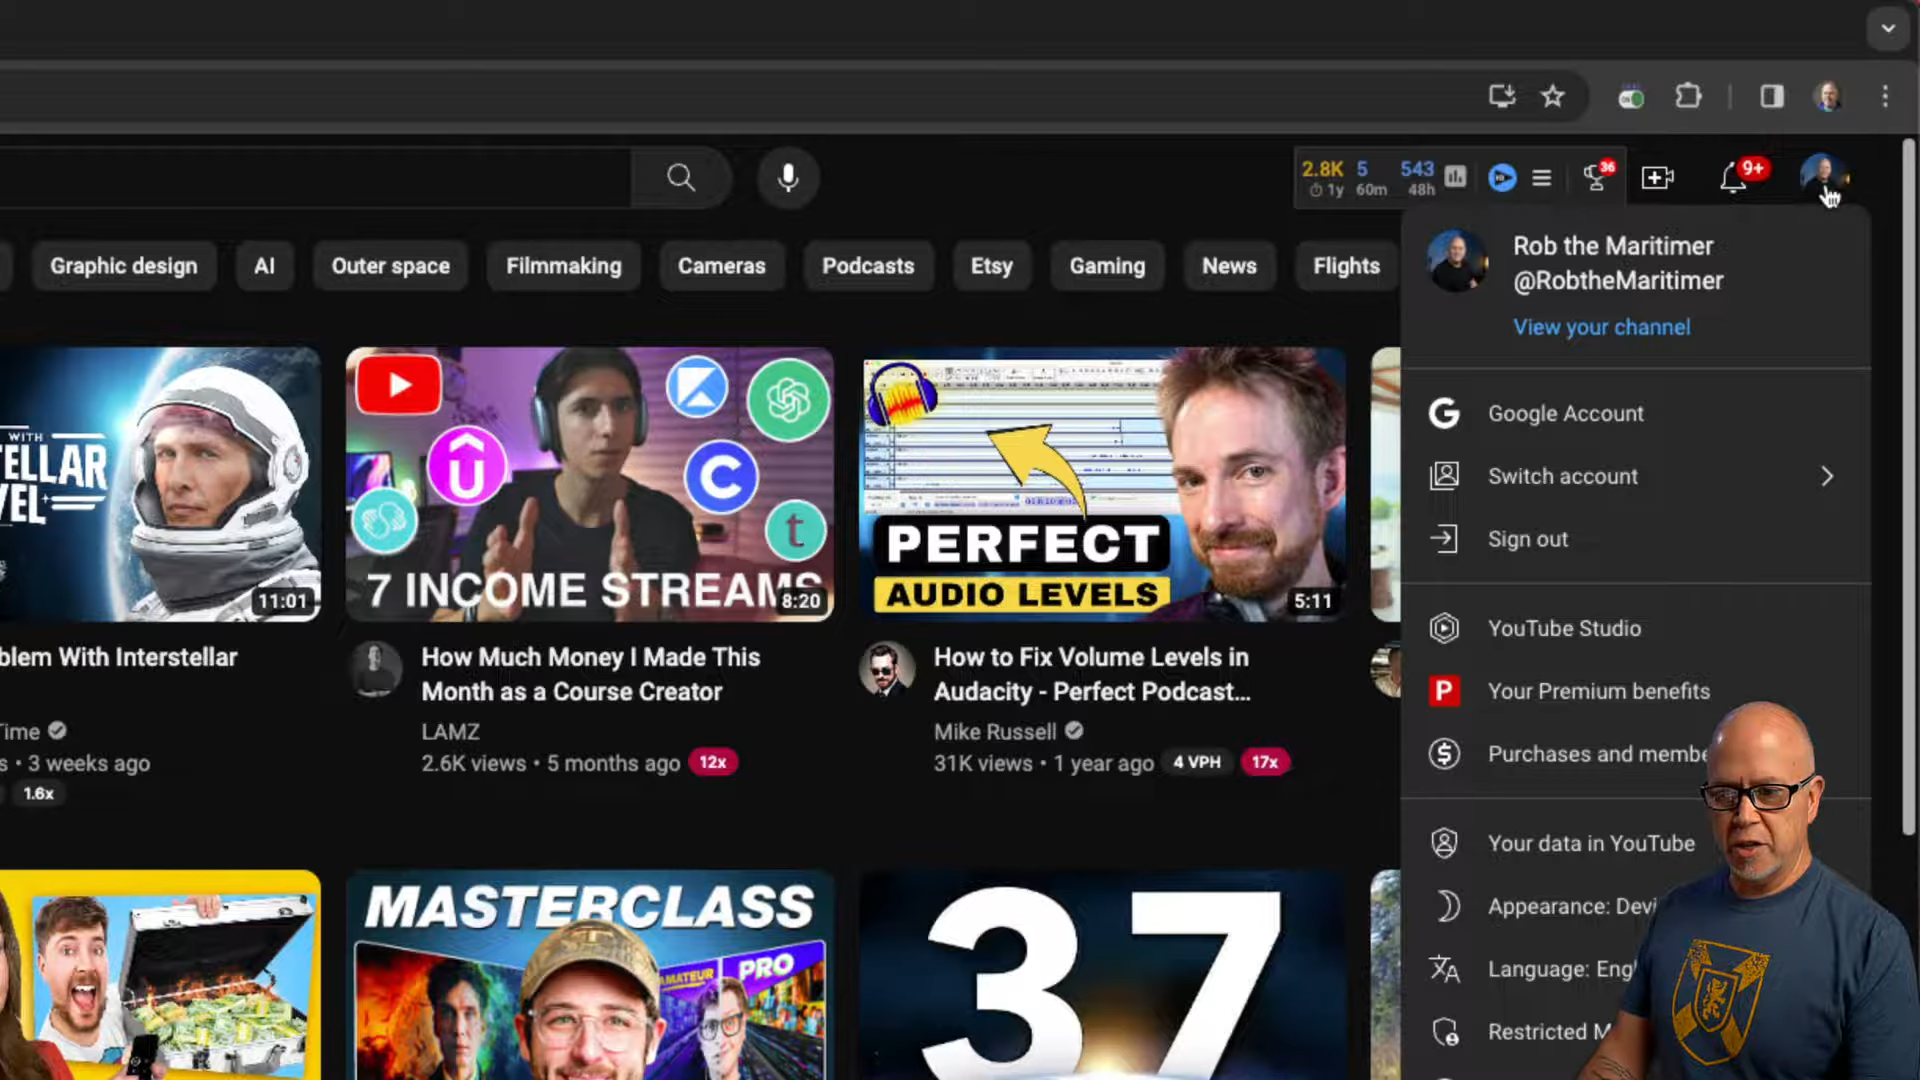 2.8K 5 543
1y 60m 48h
36
9+
Graphic design
AI
Outer space
Filmmaking
Cameras
Podcasts
Etsy
Gaming
News
Flights
Rob the Maritimer
@RobtheMaritimer
View your channel
Google Account
Switch account
Sign out
YouTube Studio
P
Your Premium benefits
Purchases and membe
Your data in YouTube
Appearance: Devi
Language: Eng
Restricted M
WITH
ELLAR
VEL
11:01
7 INCOME STREAMS
8:20
PERFECT
AUDIO LEVELS
5:11
blem With Interstellar
Time
s • 3 weeks ago
1.6x
How Much Money I Made This
Month as a Course Creator
LAMZ
2.6K views • 5 months ago 12x
How to Fix Volume Levels in
Audacity - Perfect Podcast...
Mike Russell
31K views • 1 year ago 4 VPH 17x
MASTERCLASS
AMATEUR
PRO
37